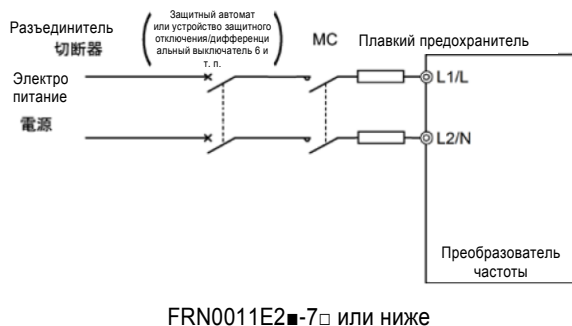 Разъединитель
切断器
Защитный автомат
или устройство защитного
отключения/дифференци
альный выключатель 6 и
т. п.
MC
Плавкий предохранитель
Электро
питание
電源
L1/L
L2/N
Преобразователь
частоты
FRN0011E2■-7□ или ниже